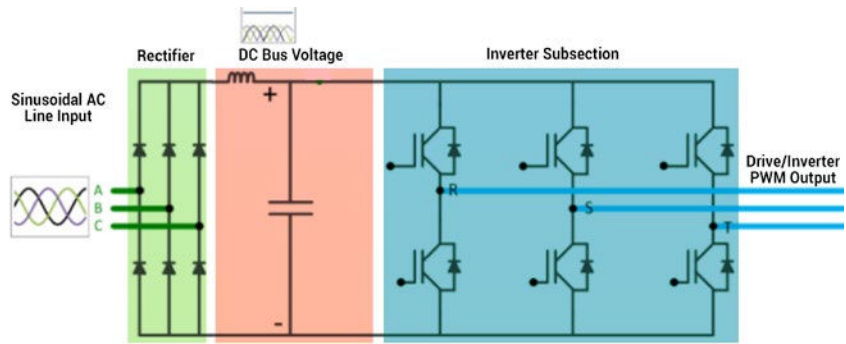 Rectifier
DC Bus Voltage
Inverter Subsection
Sinusoidal AC
Line Input
+
A
B
C
R
S
T
Drive/Inverter
PWM Output
-